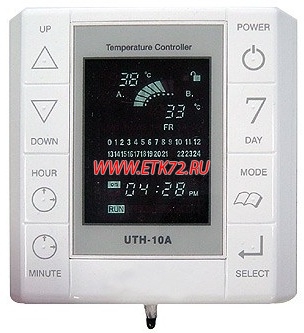 UP
POWER
Temperature Controller
38 °C
A. B.
33 °C
FR
7
DOWN
DAY
0 1 2 3 4 5 6 7 8 9 10 11 12
13 14 15 16 17 18 19 20 21 22 23 24
HOUR
MODE
WWW.ETK72.RU
04:28 PM
RUN
UTH-10A
MINUTE
SELECT